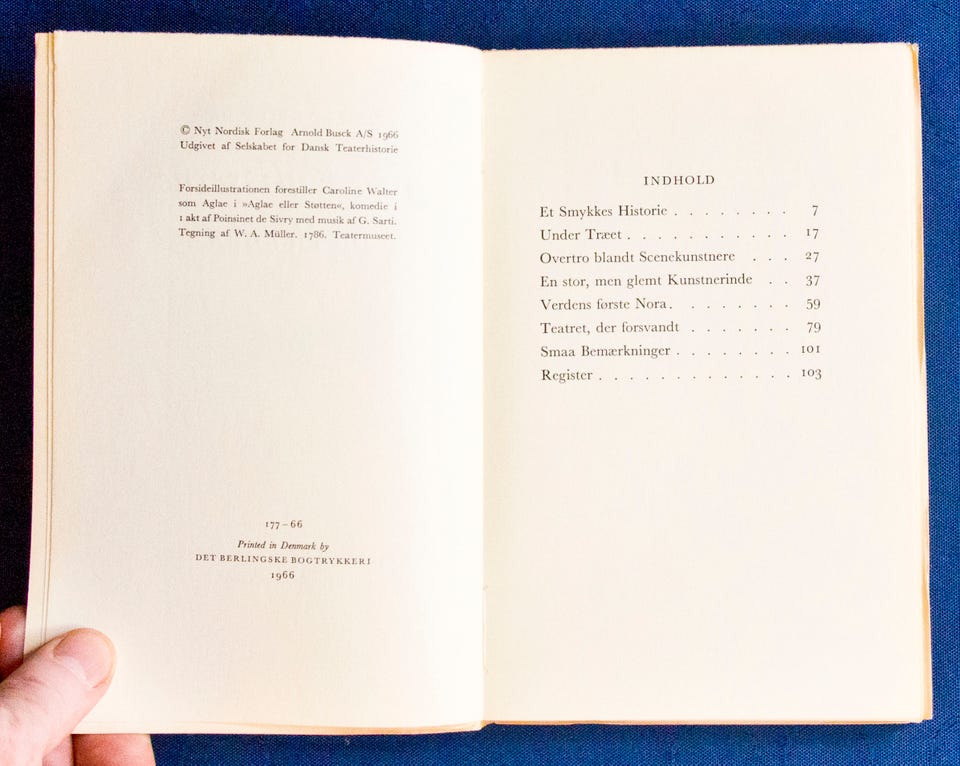 © Nyt Nordisk Forlag Arnold Busck A/S 1966
Udgivet af Selskabet for Dansk Teaterhistorie
Forsideillustrationen forestiller Caroline Walter
som Aglae i »Aglae eller Støtten«, komedie i
1 akt af Poinsinet de Sivry med musik af G. Sarti.
Tegning af W. A. Müller. 1786. Teatermuseet.
177 – 66
Printed in Denmark by
DET BERLINGSKE BOGTRYKKERI
1966
INDHOLD
Et Smykkes Historie . . . . . . . . 7
Under Træet . . . . . . . . . . . 17
Overtro blandt Scenekunstnere . . . 27
En stor, men glemt Kunstnerinde . . 37
Verdens første Nora . . . . . . . . 59
Teatret, der forsvandt . . . . . . . 79
Smaa Bemærkninger . . . . . . . . 101
Register . . . . . . . . . . . . . 103